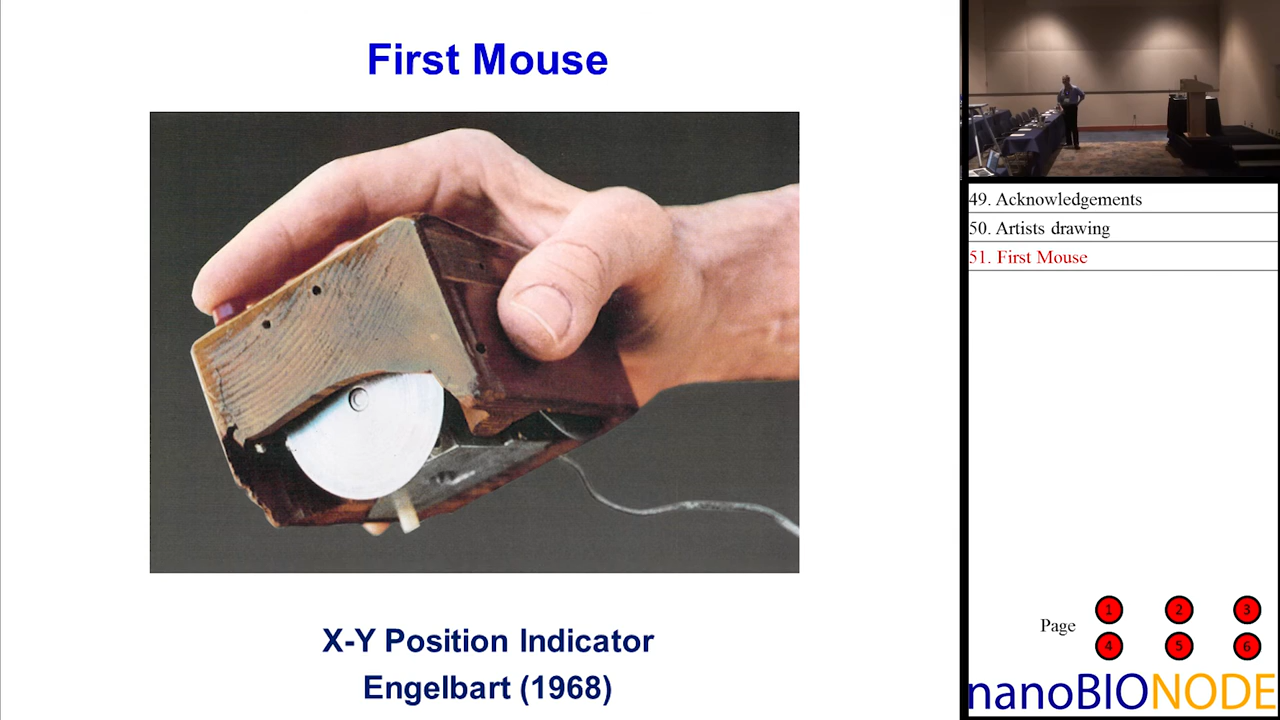 First Mouse
X-Y Position Indicator
Engelbart (1968)
49. Acknowledgements
50. Artists drawing
51. First Mouse
Page
1 2 3
4 5 6
nanoBIONODE